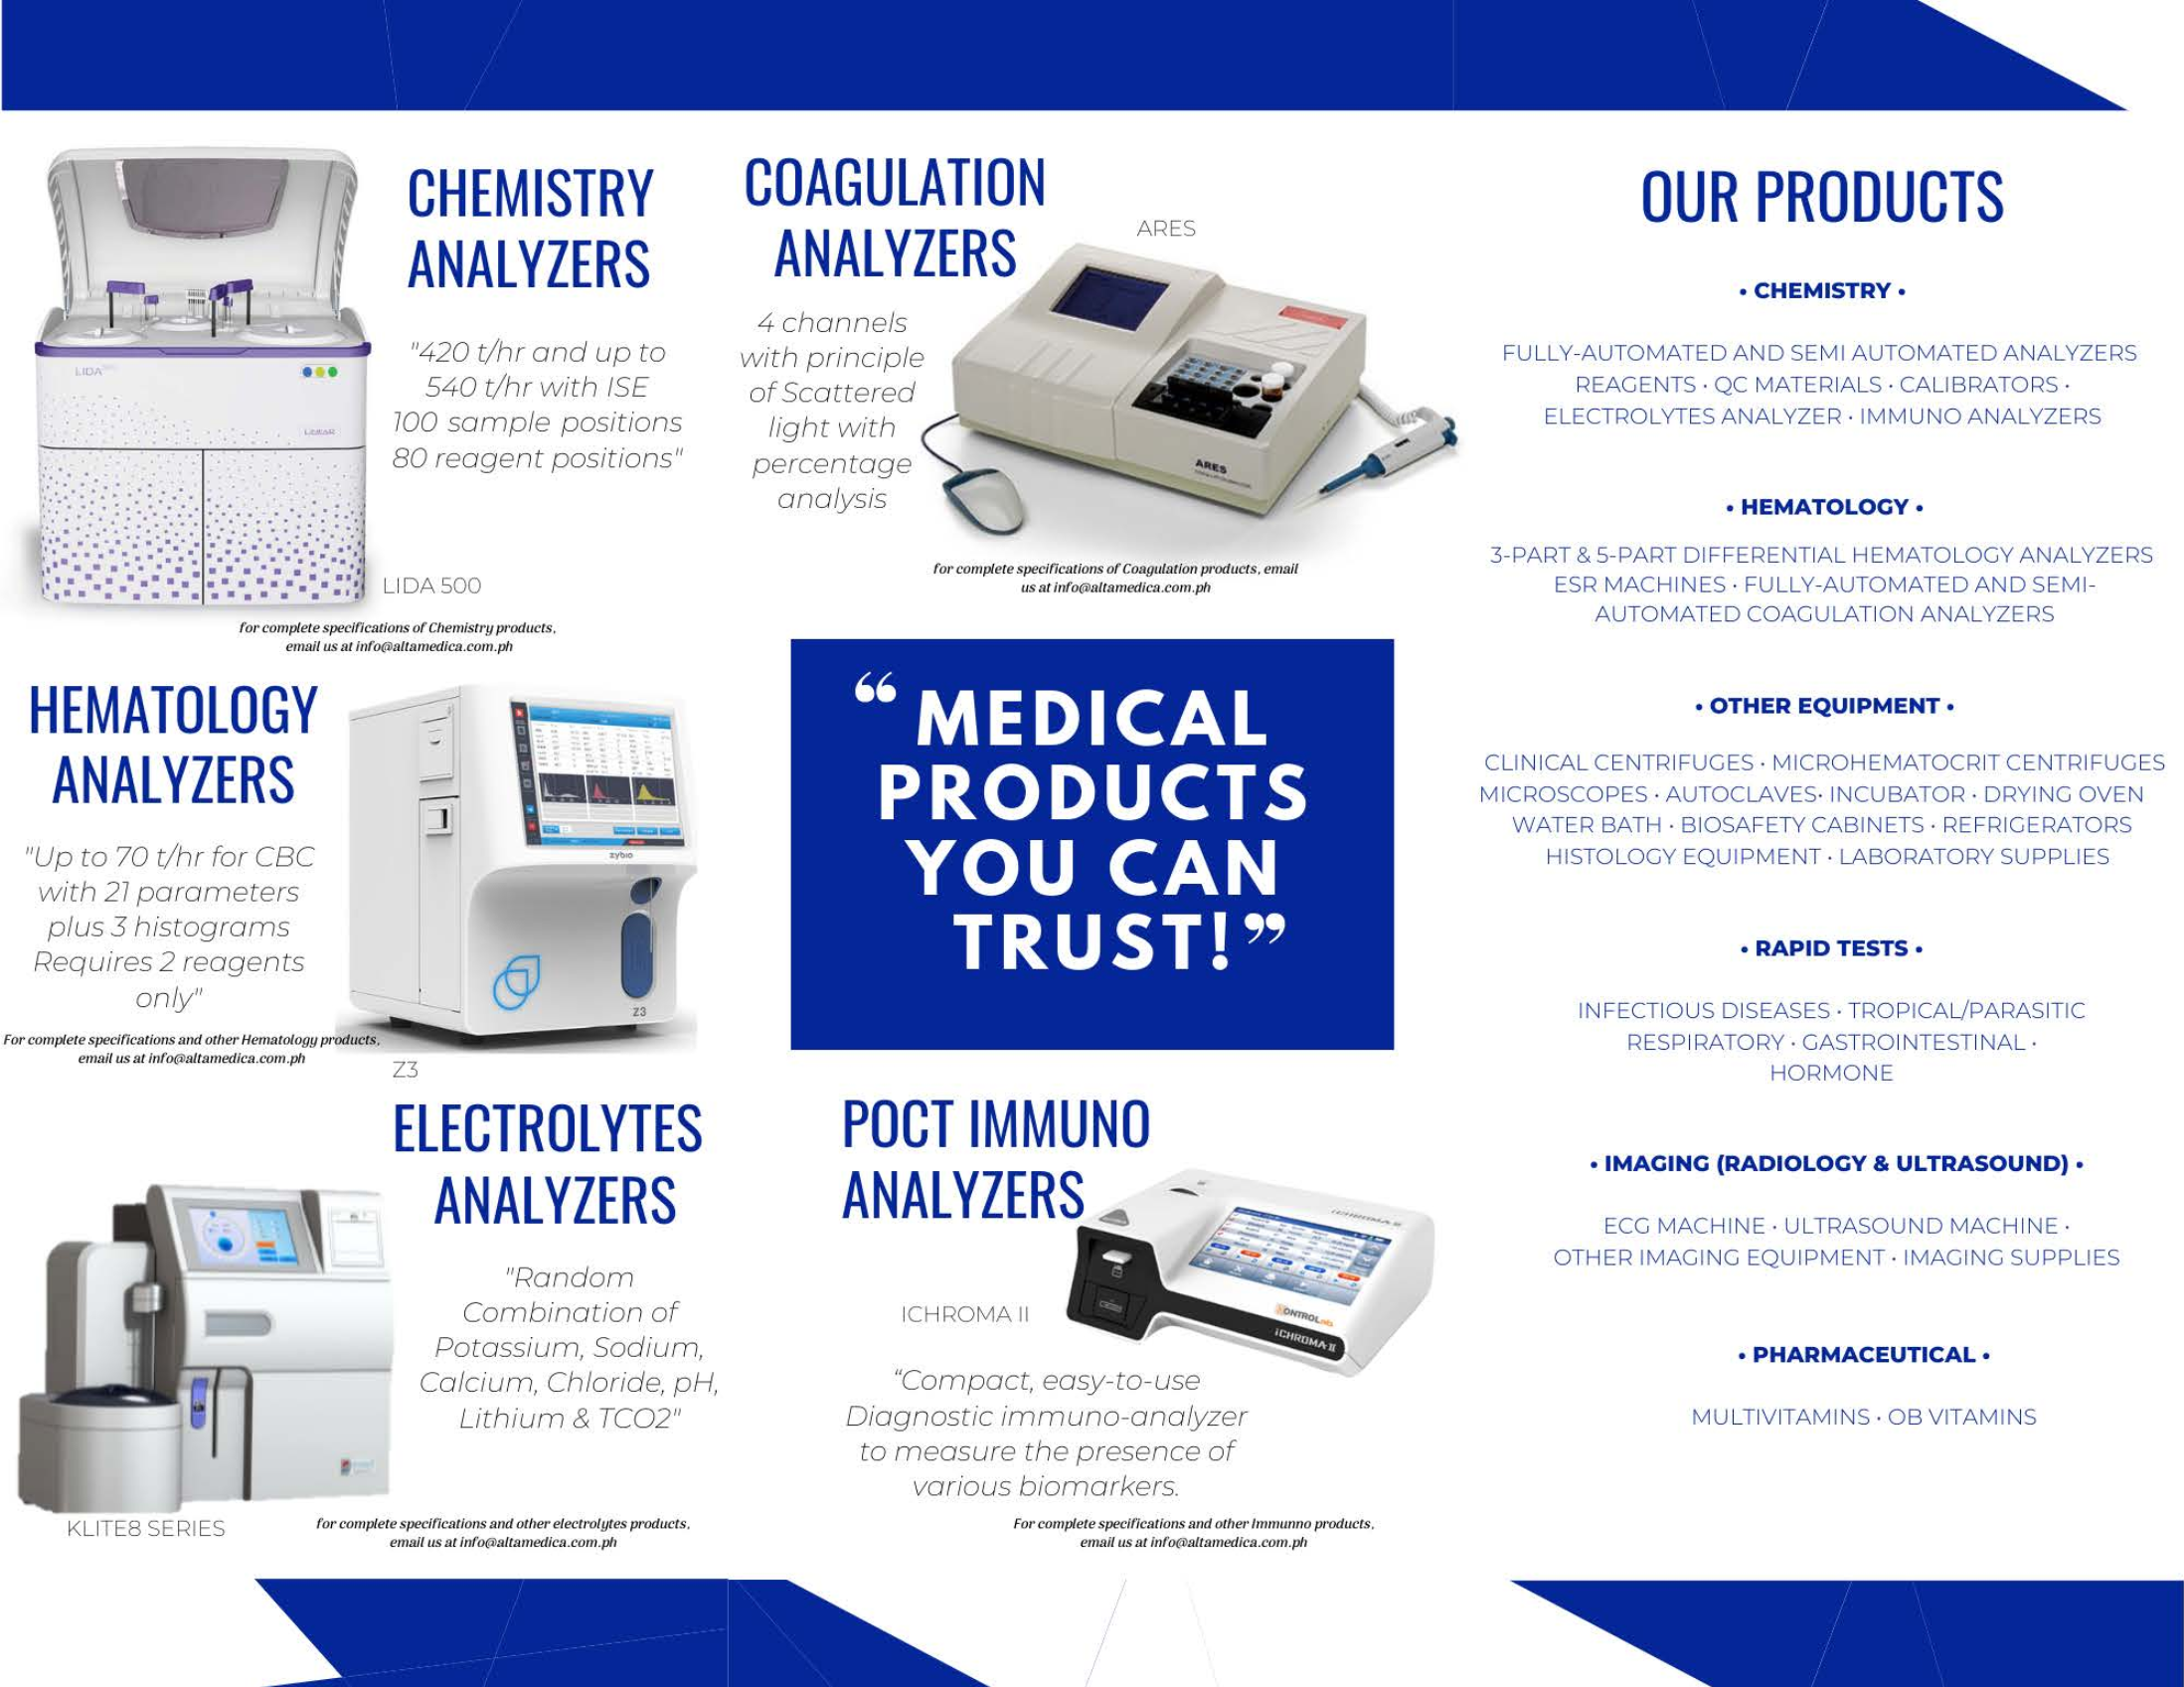 CHEMISTRY
ANALYZERS
"420 t/hr and up to
540 t/hr with ISE
100 sample positions
80 reagent positions"
LIDA
LINEAR
LIDA 500
for complete specifications of Chemistry products,
email us at info@altamedica.com.ph
COAGULATION
ANALYZERS
ARES
4 channels
with principle
of Scattered
light with
percentage
analysis
ARES
for complete specifications of Coagulation products, email
us at info@altamedica.com.ph
HEMATOLOGY
ANALYZERS
"Up to 70 t/hr for CBC
with 21 parameters
plus 3 histograms
Requires 2 reagents
only"
For complete specifications and other Hematology products,
email us at info@altamedica.com.ph
zybio
Z3
Z3
“ MEDICAL
PRODUCTS
YOU CAN
TRUST!”
ELECTROLYTES
ANALYZERS
"Random
Combination of
Potassium, Sodium,
Calcium, Chloride, pH,
Lithium & TCO2"
KLITE8 SERIES
for complete specifications and other electrolytes products,
email us at info@altamedica.com.ph
POCT IMMUNO
ANALYZERS
ICHROMA II
iCHROMA II
KONTROLab
iCHROMA II
“Compact, easy-to-use
Diagnostic immuno-analyzer
to measure the presence of
various biomarkers.
For complete specifications and other Immunno products,
email us at info@altamedica.com.ph
OUR PRODUCTS
• CHEMISTRY •
FULLY-AUTOMATED AND SEMI AUTOMATED ANALYZERS
REAGENTS • QC MATERIALS • CALIBRATORS •
ELECTROLYTES ANALYZER • IMMUNO ANALYZERS
• HEMATOLOGY •
3-PART & 5-PART DIFFERENTIAL HEMATOLOGY ANALYZERS
ESR MACHINES • FULLY-AUTOMATED AND SEMI-
AUTOMATED COAGULATION ANALYZERS
• OTHER EQUIPMENT •
CLINICAL CENTRIFUGES • MICROHEMATOCRIT CENTRIFUGES
MICROSCOPES • AUTOCLAVES• INCUBATOR • DRYING OVEN
WATER BATH • BIOSAFETY CABINETS • REFRIGERATORS
HISTOLOGY EQUIPMENT • LABORATORY SUPPLIES
• RAPID TESTS •
INFECTIOUS DISEASES • TROPICAL/PARASITIC
RESPIRATORY • GASTROINTESTINAL •
HORMONE
• IMAGING (RADIOLOGY & ULTRASOUND) •
ECG MACHINE • ULTRASOUND MACHINE •
OTHER IMAGING EQUIPMENT • IMAGING SUPPLIES
• PHARMACEUTICAL •
MULTIVITAMINS • OB VITAMINS